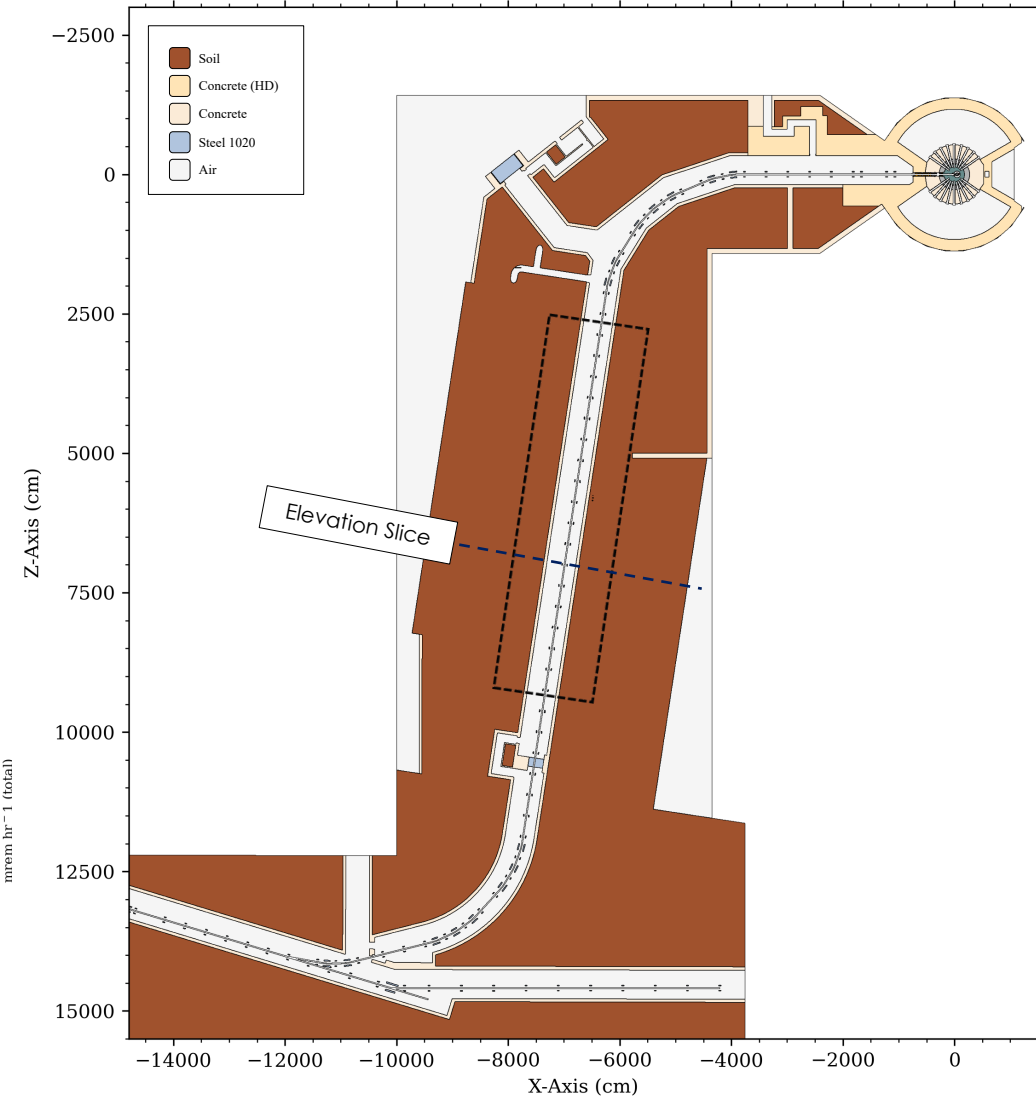 −2500
0
2500
5000
7500
10000
12500
15000
Z-Axis (cm)
mrem hr⁻1 (total)
Soil
Concrete (HD)
Concrete
Steel 1020
Air
Elevation Slice
−14000 −12000 −10000 −8000 −6000 −4000 −2000 0
X-Axis (cm)